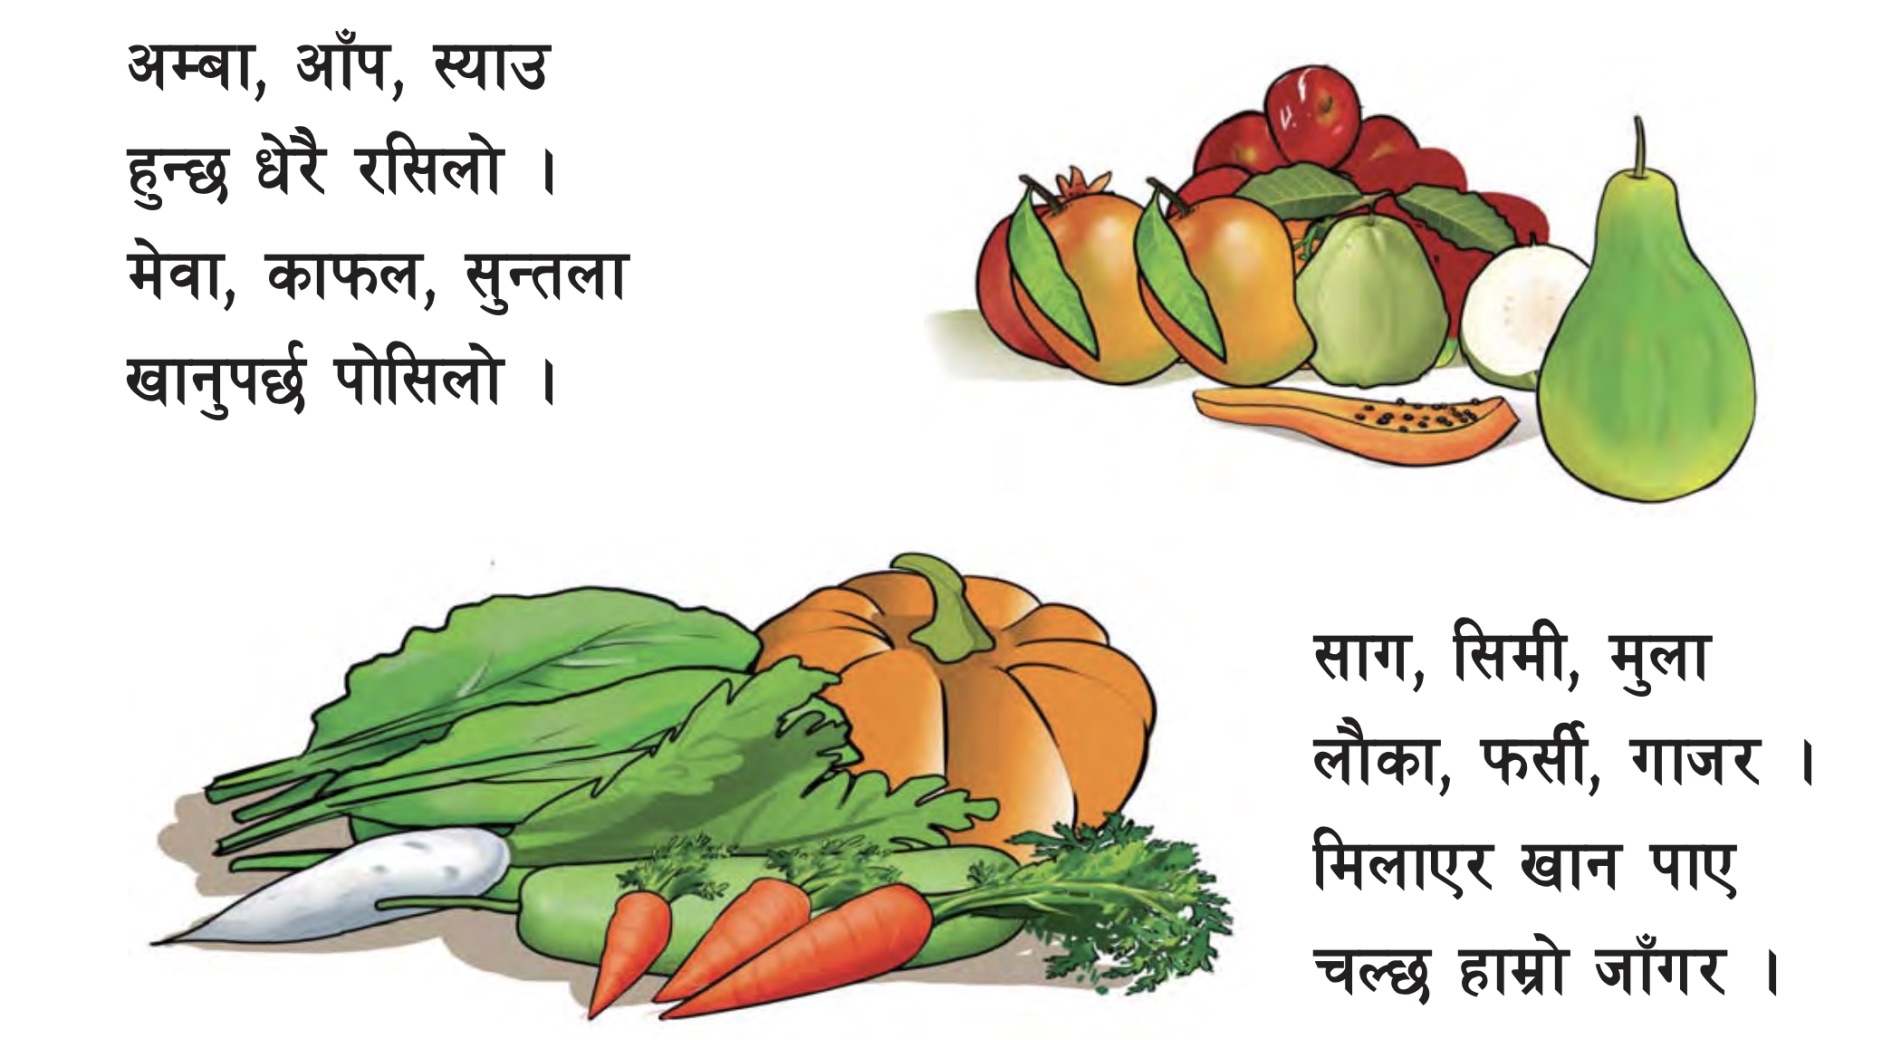 अम्बा, आँप, स्याउ
हुन्छ धेरै रसिलो ।
मेवा, काफल, सुन्तला
खानुपर्छ पोसिलो ।
साग, सिमी, मुला
लौका, फर्सी, गाजर ।
मिलाएर खान पाए
चल्छ हाम्रो जाँगर ।